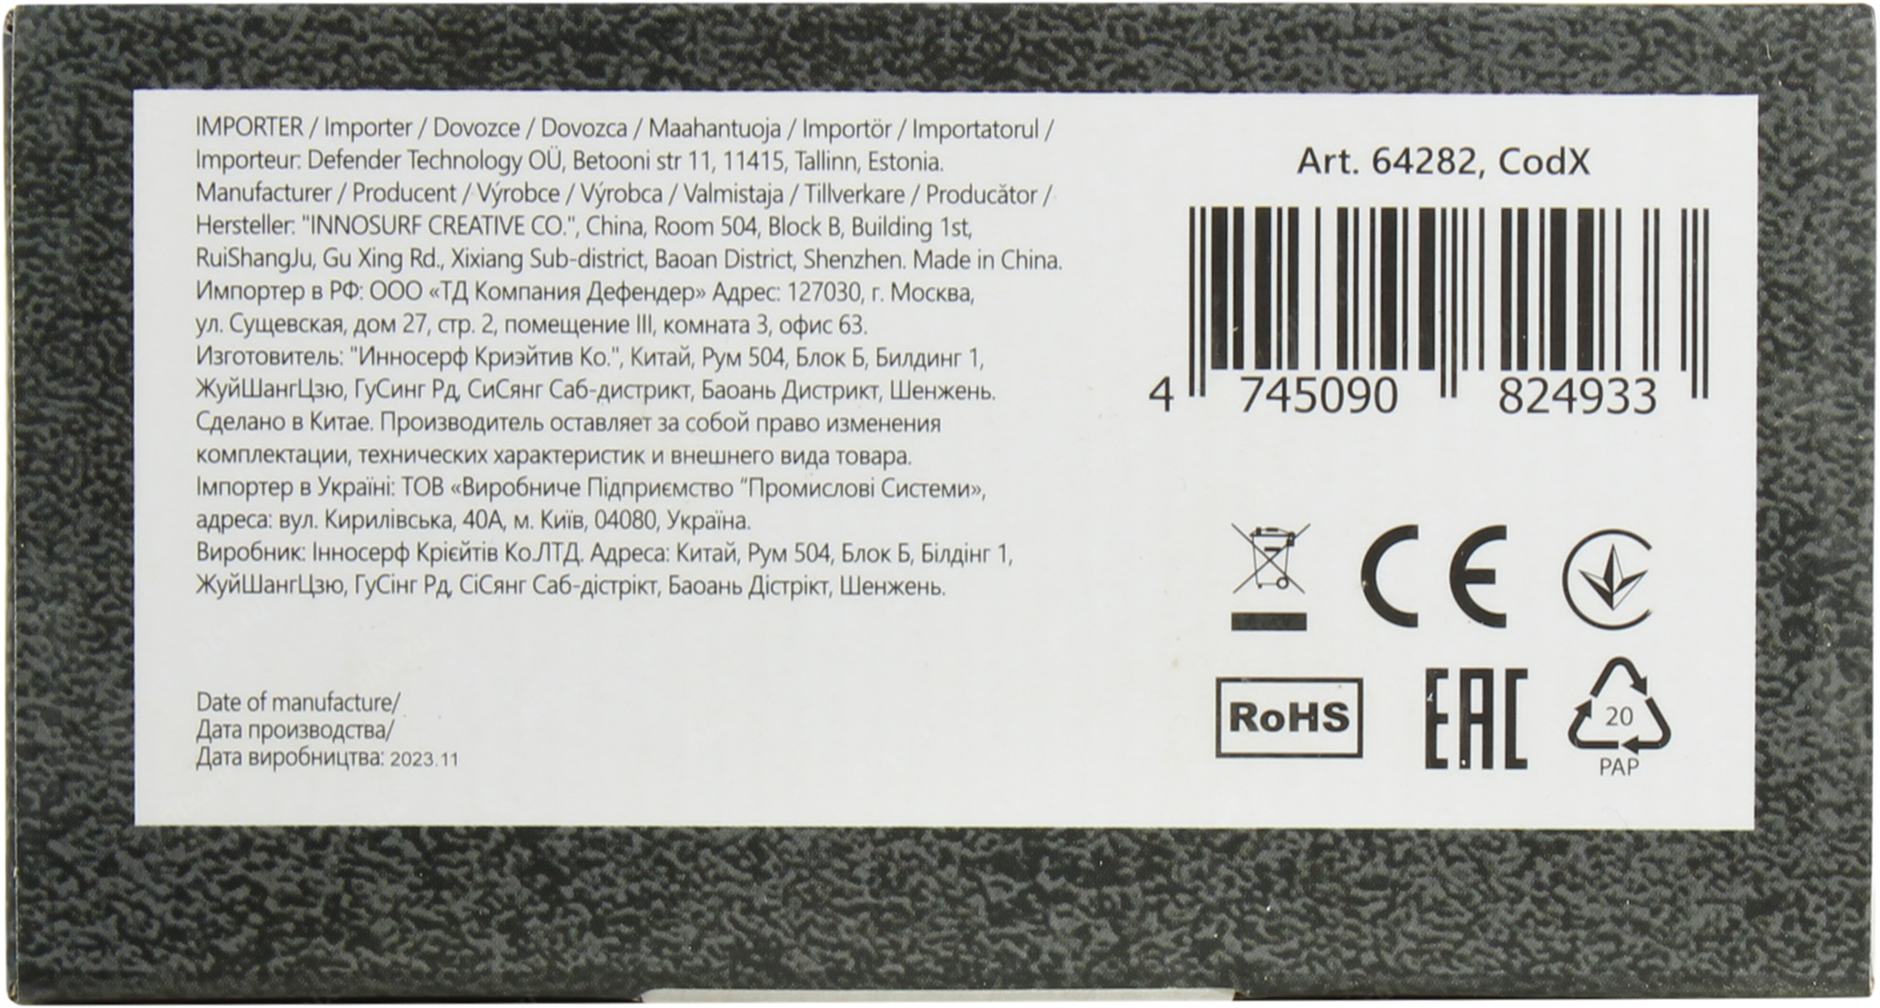 IMPORTER / Importer / Dovozce / Dovozca / Maahantuoja / Importör / Importatorul /
Importeur: Defender Technology OÜ, Betooni str 11, 11415, Tallinn, Estonia.
Manufacturer / Producent / Výrobce / Výrobca / Valmistaja / Tillverkare / Producător /
Hersteller: "INNOSURF CREATIVE CO.", China, Room 504, Block B, Building 1st,
RuiShangJu, Gu Xing Rd., Xixiang Sub-district, Baoan District, Shenzhen. Made in China.
Импортер в РФ: ООО «ТД Компания Дефендер» Адрес: 127030, г. Москва,
ул. Сущевская, дом 27, стр. 2, помещение III, комната 3, офис 63.
Изготовитель: "Инносерф Криэйтив Ко.", Китай, Рум 504, Блок Б, Билдинг 1,
ЖуйШангЦзю, ГуСинг Рд, СиСянг Саб-дистрикт, Баоань Дистрикт, Шенжень.
Сделано в Китае. Производитель оставляет за собой право изменения
комплектации, технических характеристик и внешнего вида товара.
Імпортер в Україні: ТОВ «Виробниче Підприємство "Промислові Системи»,
адреса: вул. Кирилівська, 40А, м. Київ, 04080, Україна.
Виробник: Інносерф Крієйтів Ко.ЛТД. Адреса: Китай, Рум 504, Блок Б, Білдінг 1,
ЖуйШангЦзю, ГуСінг Рд, СіСянг Саб-дістрікт, Баоань Дістрікт, Шенжень.
Date of manufacture/
Дата производства/
Дата виробництва: 2023.11
Art. 64282, CodX
4 745090 824933
CE
RoHS
EAC
20
PAP